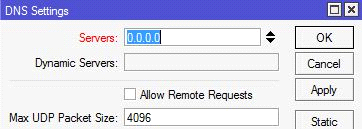 DNS Settings
Servers: 0.0.0.0 OK
Dynamic Servers: Cancel
Allow Remote Requests Apply
Max UDP Packet Size: 4096 Static